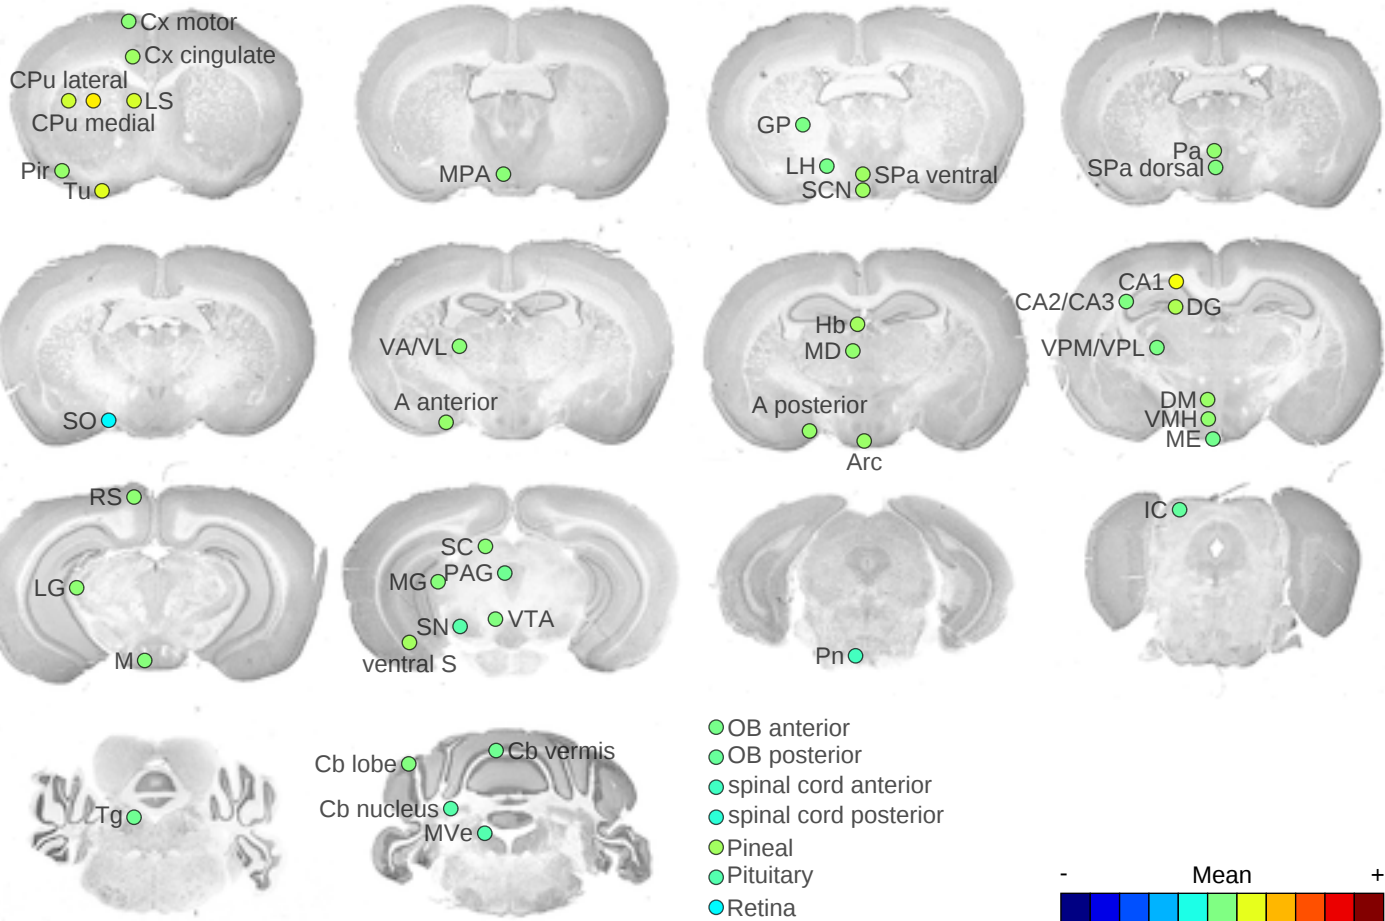 Cx motor
Cx cingulate
CPu lateral
LS
CPu medial
Pir
Tu
MPA
GP
LH
SPa ventral
SCN
Pa
SPa dorsal
SO
VA/VL
A anterior
Hb
MD
A posterior
Arc
CA1
CA2/CA3
DG
VPM/VPL
DM
VMH
ME
RS
LG
M
SC
MG
PAG
SN
VTA
ventral S
Pn
IC
Tg
Cb lobe
Cb vermis
Cb nucleus
MVe
OB anterior
OB posterior
spinal cord anterior
spinal cord posterior
Pineal
Pituitary
Retina
- Mean +